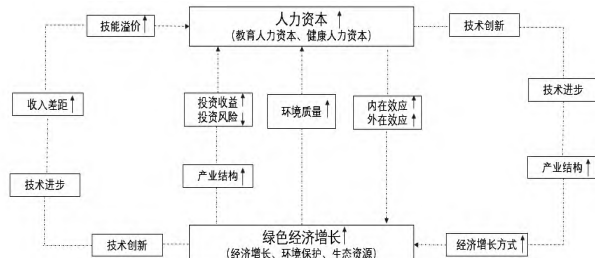 人力资本↑
(教育人力资本、健康人力资本)
技能溢价↑
技术创新
收入差距↑
投资收益↑
投资风险↓
环境质量↑
内在效应↑
外在效应↑
技术进步
产业结构↑
产业结构↑
技术进步
技术创新
绿色经济增长↑
(经济增长、环境保护、生态资源)
经济增长方式↑